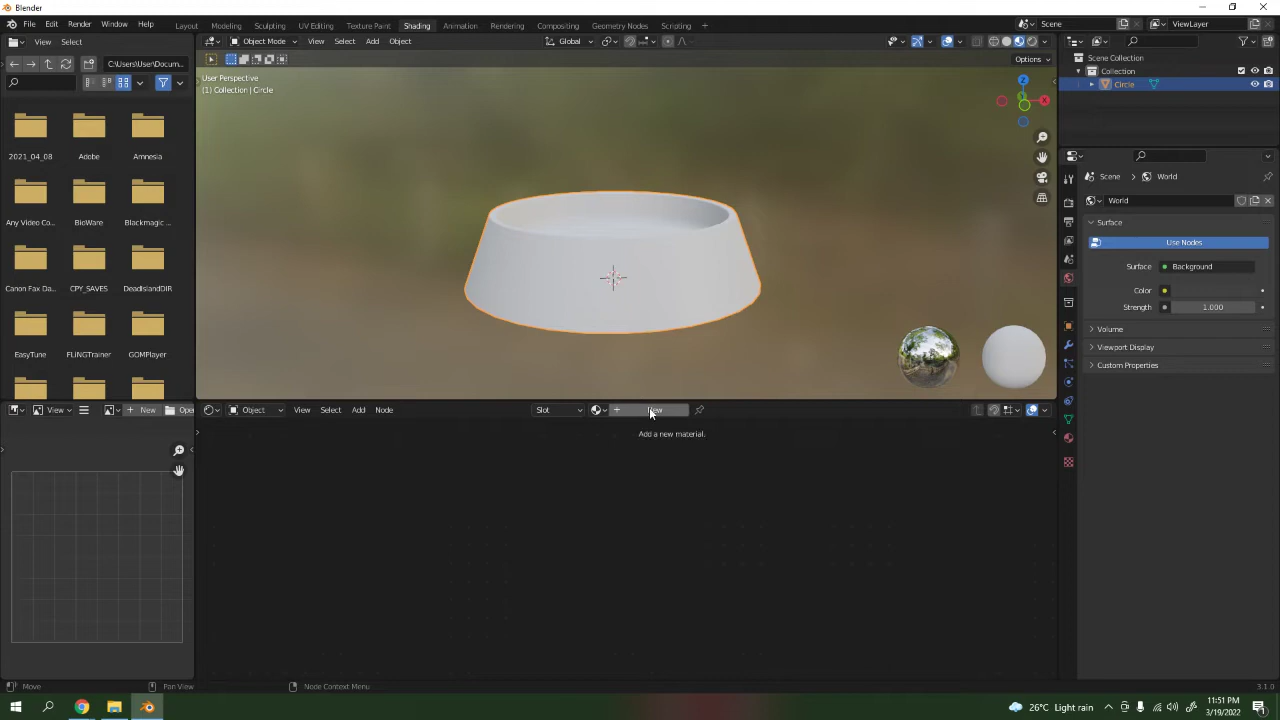 Blender
File Edit Render Window Help Layout Modeling Sculpting UV Editing Texture Paint Shading Animation Rendering Compositing Geometry Nodes Scripting + Scene ViewLayer
View Select Object Mode View Select Add Object Global
C:\Users\User\Docum... Options
User Perspective
(1) Collection | Circle
Z
X
Scene Collection
Collection
Circle
2021_04_08 Adobe Amnesia
Any Video Co... BioWare Blackmagic ...
Canon Fax Da... CPY_SAVES DeadIslandDIR
EasyTune FLiNGTrainer GOMPlayer
Scene > World
World
Surface
Use Nodes
Surface Background
Color
Strength 1.000
Volume
Viewport Display
Custom Properties
View + New Open Object View Select Add Node Slot + New
Add a new material.
Move Pan View Node Context Menu 3.1.0
26°C Light rain 11:51 PM
3/19/2022